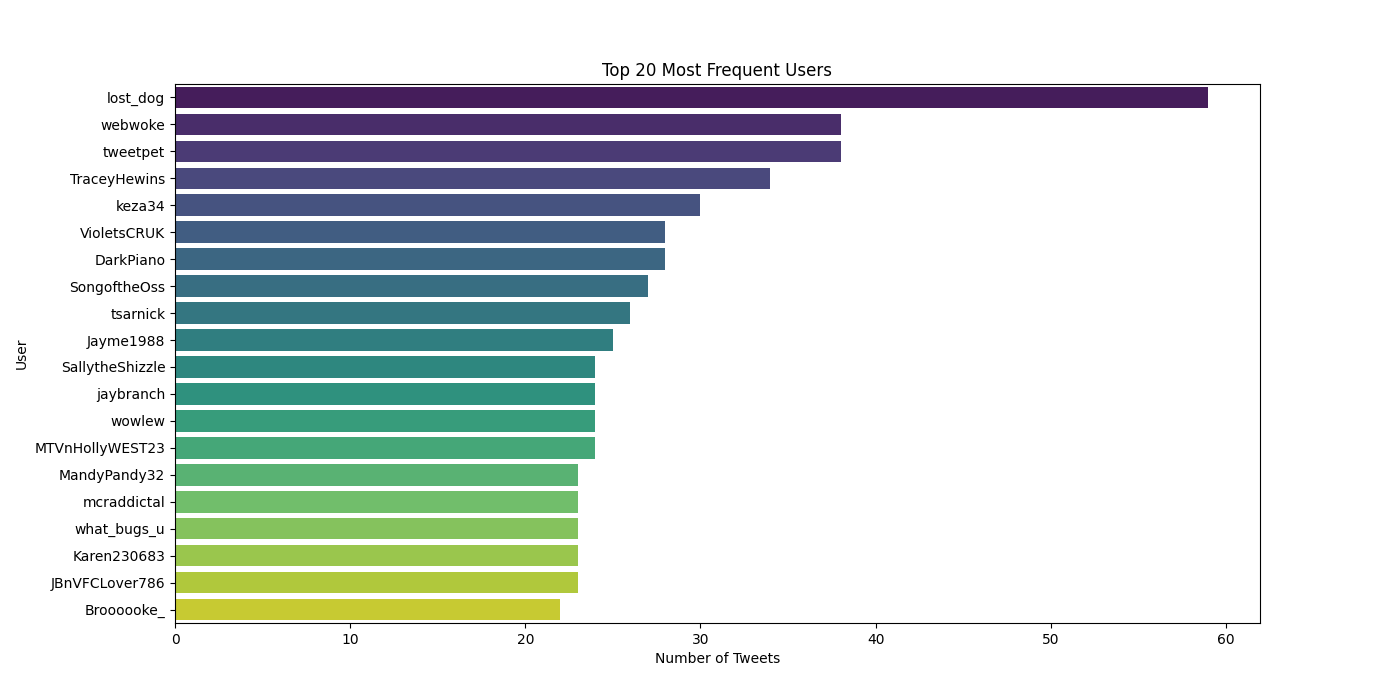 Top 20 Most Frequent Users
lost_dog
webwoke
tweetpet
TraceyHewins
keza34
VioletsCRUK
DarkPiano
SongoftheOss
tsarnick
Jayme1988
SallytheShizzle
jaybranch
wowlew
MTVnHollyWEST23
MandyPandy32
mcraddictal
what_bugs_u
Karen230683
JBnVFCLover786
Broooooke_
User
0 10 20 30 40 50 60
Number of Tweets